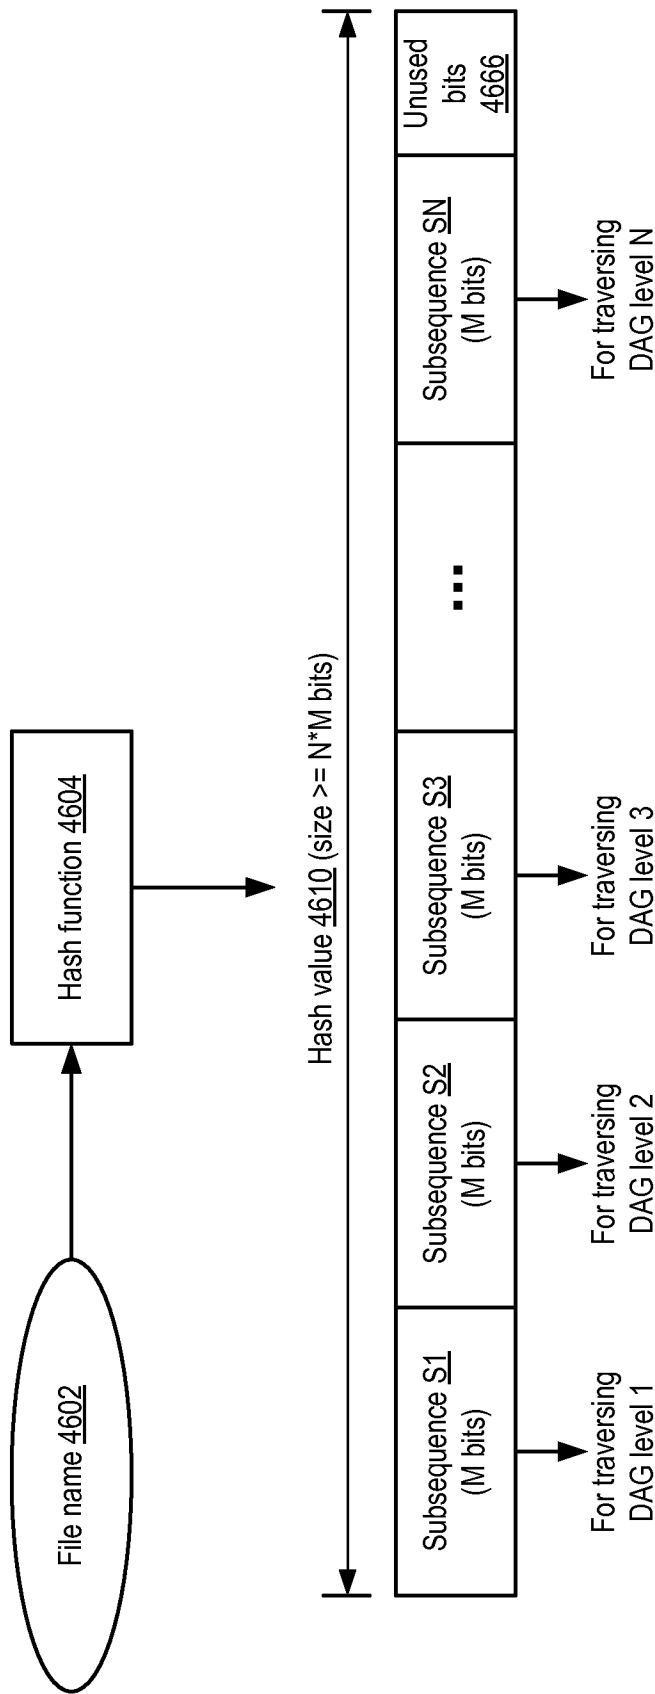 File name 4602
Hash function 4604
Hash value 4610 (size >= N*M bits)
Subsequence S1
(M bits)
Subsequence S2
(M bits)
Subsequence S3
(M bits)
...
Subsequence SN
(M bits)
Unused
bits
4666
For traversing
DAG level 1
For traversing
DAG level 2
For traversing
DAG level 3
For traversing
DAG level N